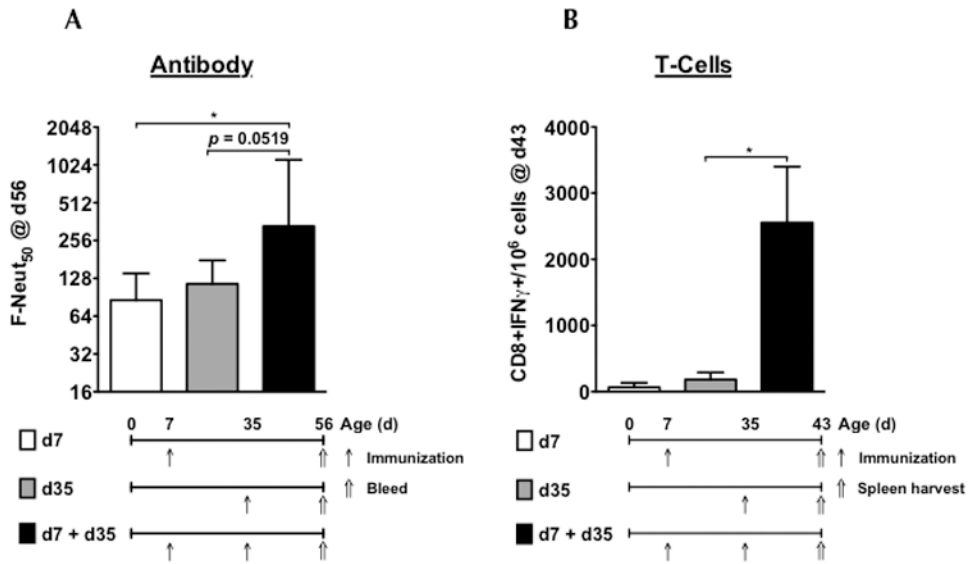 A
Antibody
F-Neut50 @ d56
2048
1024
512
256
128
64
32
16
*
p = 0.0519
0 7 35 56 Age (d)
d7
Immunization
d35
Bleed
d7 + d35
B
T-Cells
CD8+IFNγ+/10^6 cells @ d43
4000
3000
2000
1000
0
*
0 7 35 43 Age (d)
d7
Immunization
d35
Spleen harvest
d7 + d35